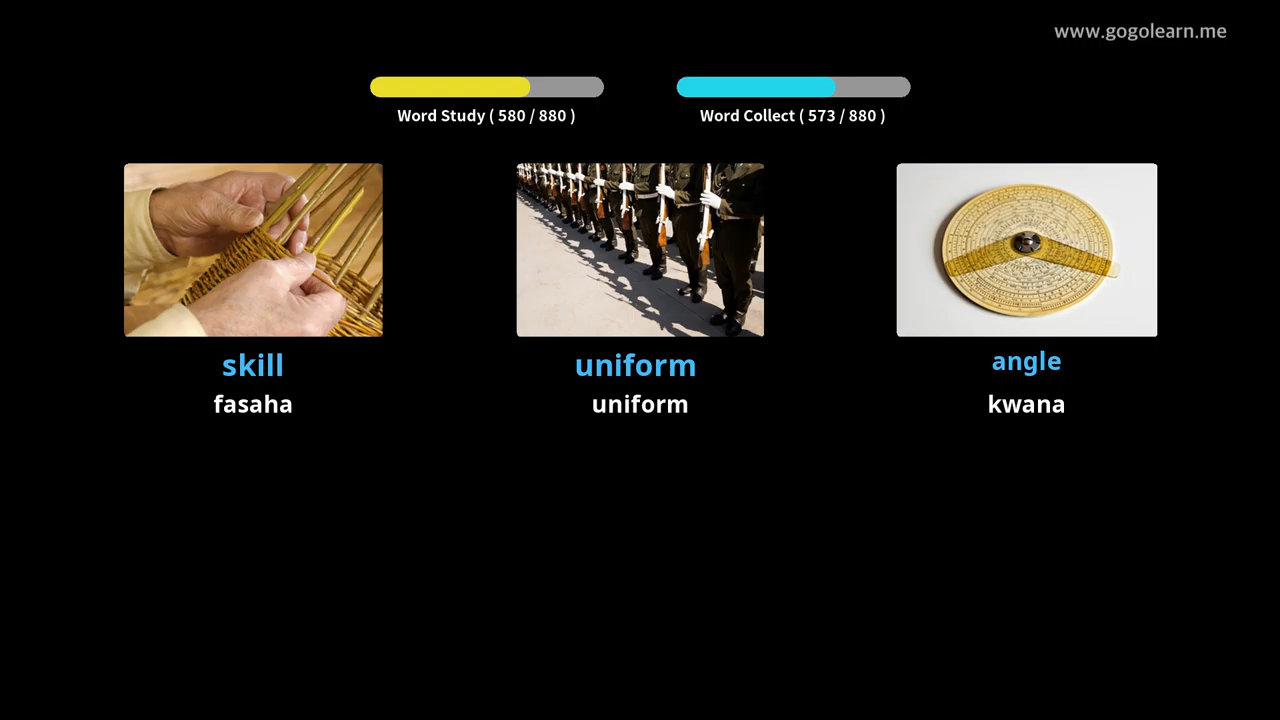 www.gogolearn.me
Word Study ( 580 / 880 )
Word Collect ( 573 / 880 )
skill
uniform
angle
fasaha
uniform
kwana